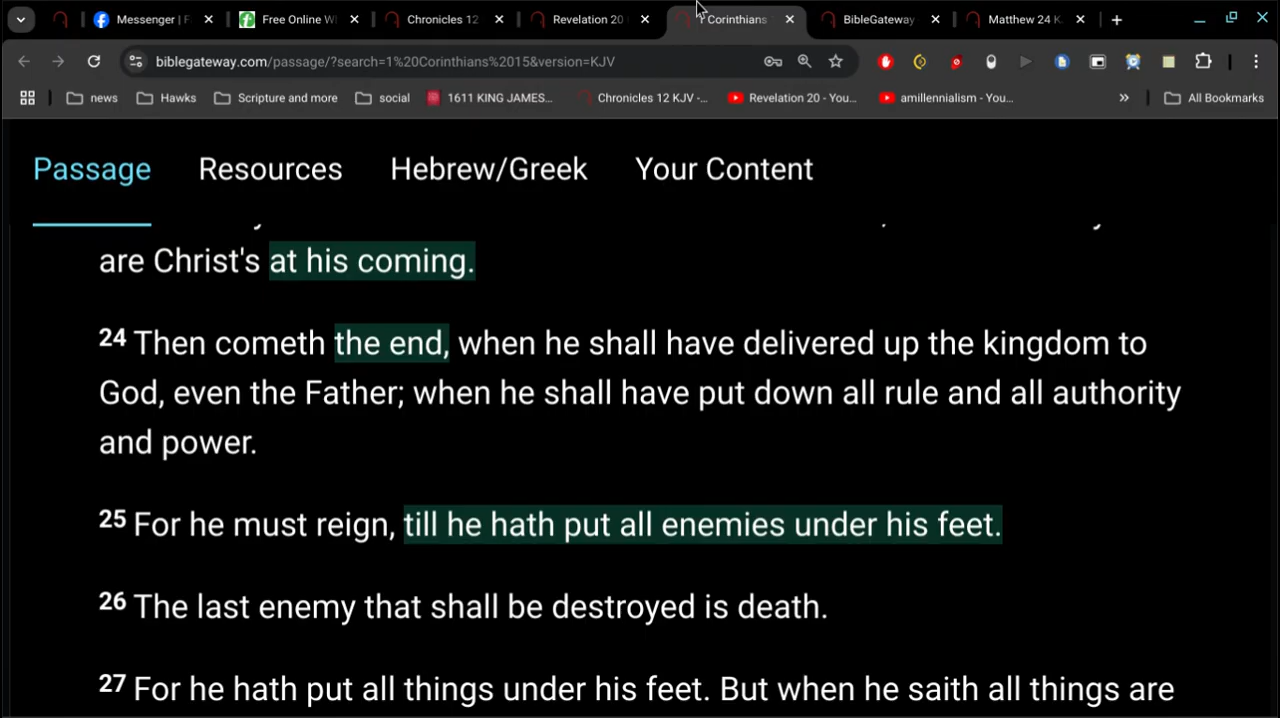 Messenger | F
Free Online W
Chronicles 12
Revelation 20
Corinthians
BibleGateway
Matthew 24 K
biblegateway.com/passage/?search=1%20Corinthians%2015&version=KJV
news
Hawks
Scripture and more
social
1611 KING JAMES...
Chronicles 12 KJV -...
Revelation 20 - You...
amillennialism - You...
All Bookmarks
Passage
Resources
Hebrew/Greek
Your Content
are Christ's at his coming.
24 Then cometh the end, when he shall have delivered up the kingdom to
God, even the Father; when he shall have put down all rule and all authority
and power.
25 For he must reign, till he hath put all enemies under his feet.
26 The last enemy that shall be destroyed is death.
27 For he hath put all things under his feet. But when he saith all things are